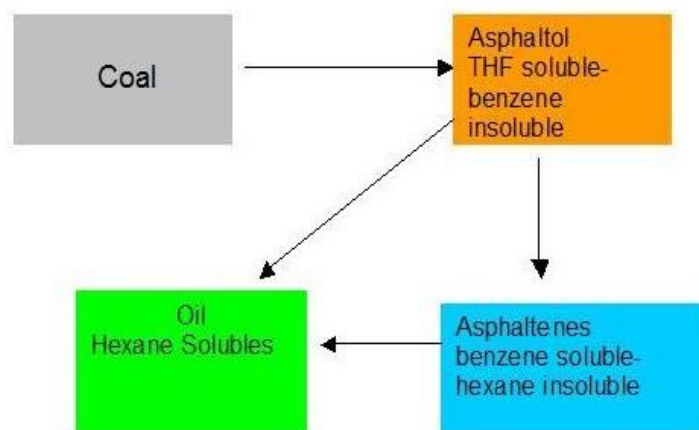 Coal
Asphaltol
THF soluble-
benzene
insoluble
Oil
Hexane Solubles
Asphaltenes
benzene soluble-
hexane insoluble